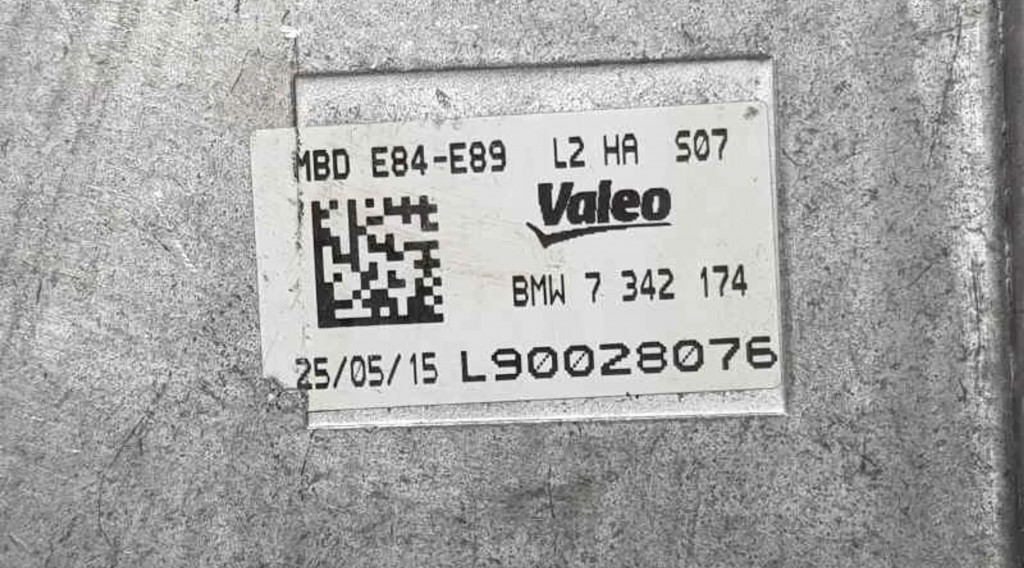 MBD E84-E89 L2 HA S07
Valeo
BMW 7 342 174
25/05/15 L90028076